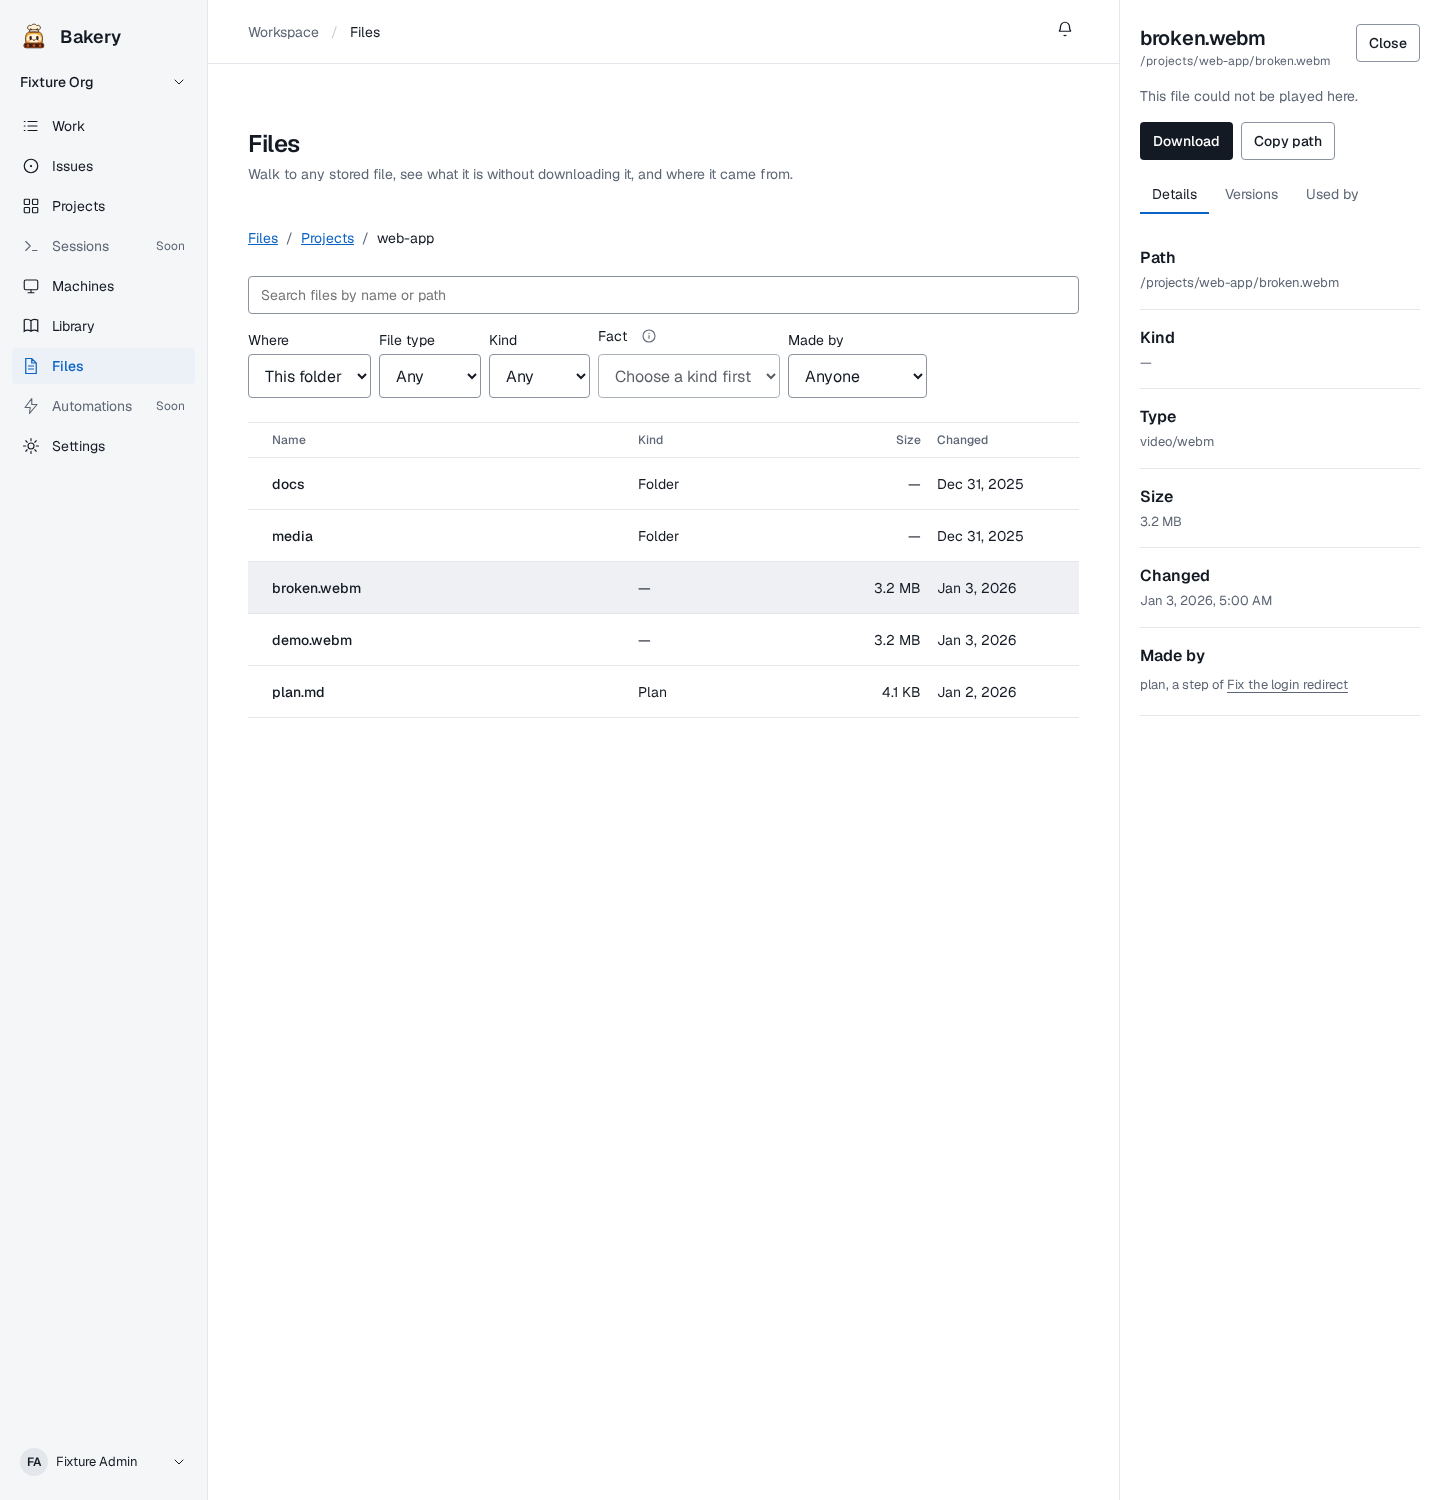 Bakery
Fixture Org
Work
Issues
Projects
Sessions Soon
Machines
Library
Files
Automations Soon
Settings
FA Fixture Admin
Workspace / Files
Files
Walk to any stored file, see what it is without downloading it, and where it came from.
Files / Projects / web-app
Search files by name or path
Where File type Kind Fact Made by
This folder Any Any Choose a kind first Anyone
Name Kind Size Changed
docs Folder — Dec 31, 2025
media Folder — Dec 31, 2025
broken.webm — 3.2 MB Jan 3, 2026
demo.webm — 3.2 MB Jan 3, 2026
plan.md Plan 4.1 KB Jan 2, 2026
broken.webm Close
/projects/web-app/broken.webm
This file could not be played here.
Download Copy path
Details Versions Used by
Path
/projects/web-app/broken.webm
Kind
—
Type
video/webm
Size
3.2 MB
Changed
Jan 3, 2026, 5:00 AM
Made by
plan, a step of Fix the login redirect